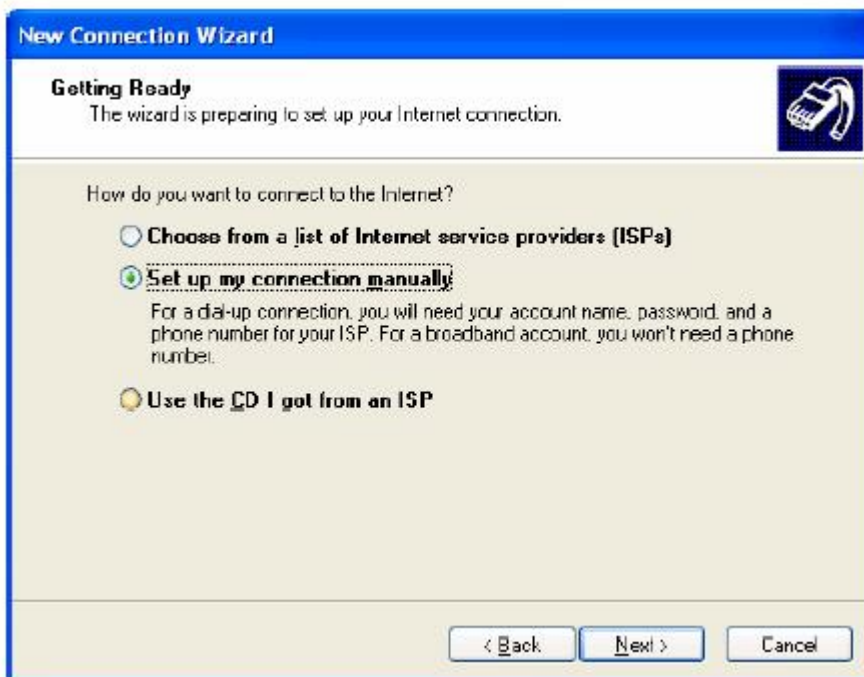 New Connection Wizard
Getting Ready
The wizard is preparing to set up your Internet connection.
How do you want to connect to the Internet?
Choose from a list of Internet service providers (ISPs)
Set up my connection manually
For a dial-up connection, you will need your account name, password, and a
phone number for your ISP. For a broadband account, you won't need a phone
number.
Use the CD I got from an ISP
< Back
Next >
Cancel